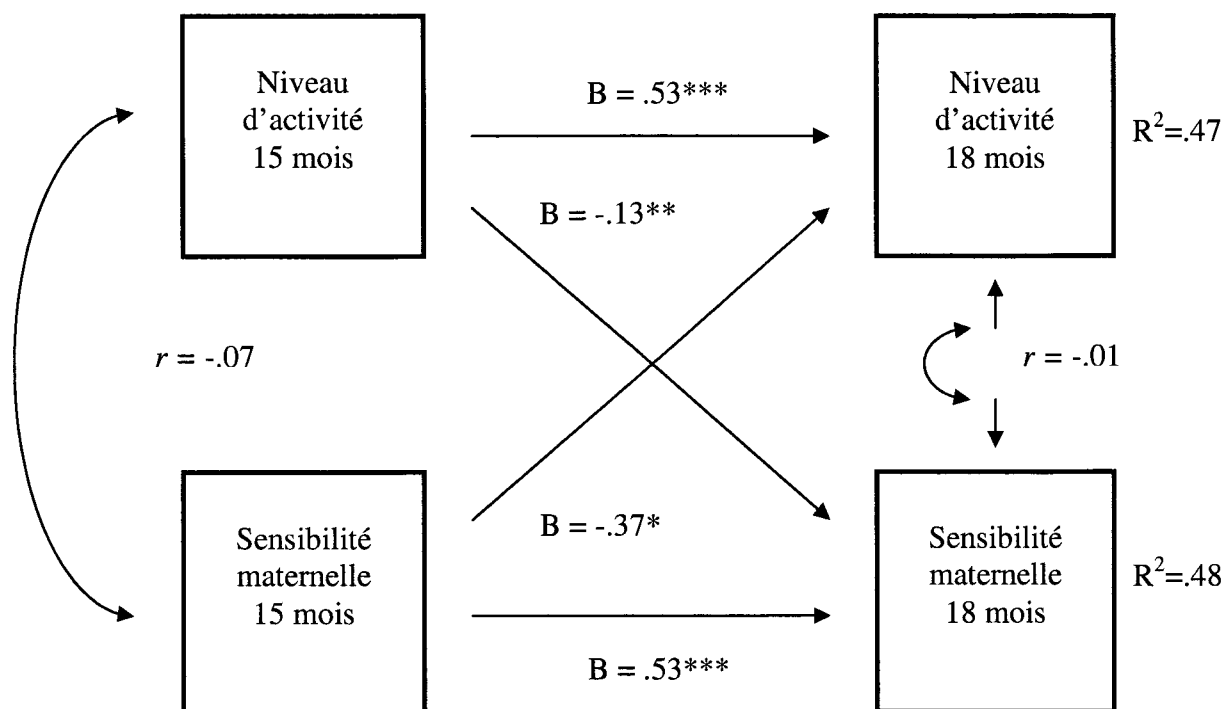 Niveau
d'activité
15 mois
B = .53***
Niveau
d'activité
18 mois
R²=.47
B = -.13**
r = -.07
r = -.01
B = -.37*
Sensibilité
maternelle
15 mois
Sensibilité
maternelle
18 mois
R²=.48
B = .53***